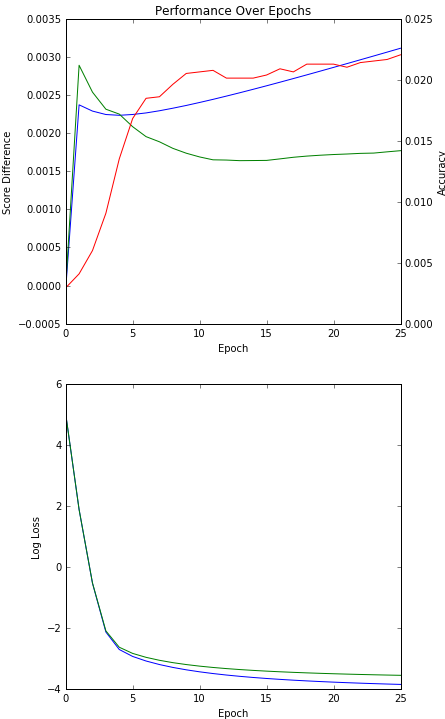 Performance Over Epochs
0.0035
0.0030
0.0025
0.0020
0.0015
0.0010
0.0005
0.0000
−0.0005
Score Difference
0.025
0.020
0.015
0.010
0.005
0.000
Accuracy
0 5 10 15 20 25
Epoch
6
4
2
0
−2
−4
Log Loss
0 5 10 15 20 25
Epoch